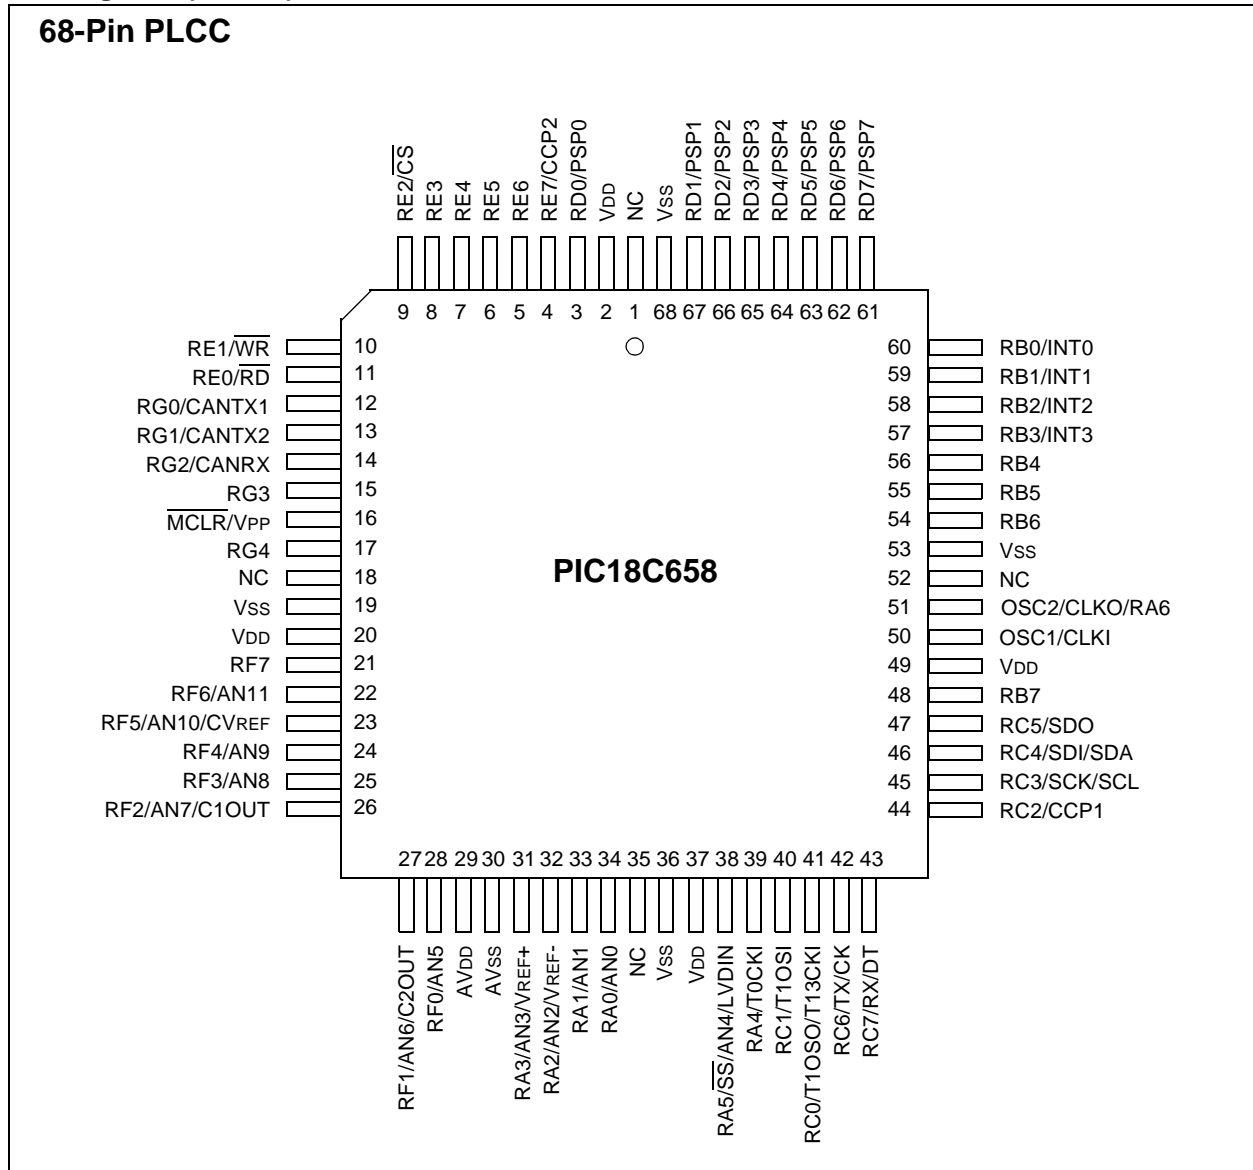 68-Pin PLCC
RE2/CS
RE3
RE4
RE5
RE6
RE7/CCP2
RD0/PSP0
VDD
NC
VSS
RD1/PSP1
RD2/PSP2
RD3/PSP3
RD4/PSP4
RD5/PSP5
RD6/PSP6
RD7/PSP7
9 8 7 6 5 4 3 2 1 68 67 66 65 64 63 62 61
RE1/WR 10
RE0/RD 11
RG0/CANTX1 12
RG1/CANTX2 13
RG2/CANRX 14
RG3 15
MCLR/VPP 16
RG4 17
NC 18
VSS 19
VDD 20
RF7 21
RF6/AN11 22
RF5/AN10/CVREF 23
RF4/AN9 24
RF3/AN8 25
RF2/AN7/C1OUT 26
PIC18C658
60 RB0/INT0
59 RB1/INT1
58 RB2/INT2
57 RB3/INT3
56 RB4
55 RB5
54 RB6
53 VSS
52 NC
51 OSC2/CLKO/RA6
50 OSC1/CLKI
49 VDD
48 RB7
47 RC5/SDO
46 RC4/SDI/SDA
45 RC3/SCK/SCL
44 RC2/CCP1
27 28 29 30 31 32 33 34 35 36 37 38 39 40 41 42 43
RF1/AN6/C2OUT
RF0/AN5
AVDD
AVSS
RA3/AN3/VREF+
RA2/AN2/VREF-
RA1/AN1
RA0/AN0
NC
VSS
VDD
RA5/SS/AN4/LVDIN
RA4/T0CKI
RC1/T1OSI
RC0/T1OSO/T13CKI
RC6/TX/CK
RC7/RX/DT